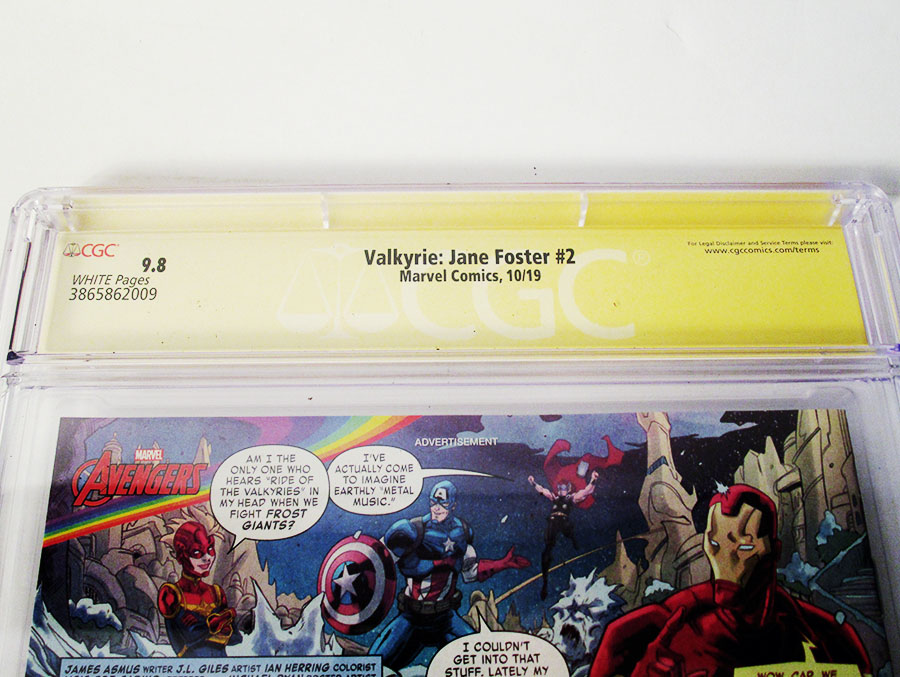 CGC
9.8
WHITE Pages
3865862009
Valkyrie: Jane Foster #2
Marvel Comics, 10/19
For Legal Disclaimer and Service Terms please visit:
www.cgccomics.com/terms
CGC
ADVERTISEMENT
MARVEL
AVENGERS
AM I THE
ONLY ONE WHO
HEARS "RIDE OF
THE VALKYRIES" IN
MY HEAD WHEN WE
FIGHT FROST
GIANTS?
I'VE
ACTUALLY COME
TO IMAGINE
EARTHLY "METAL
MUSIC."
I COULDN'T
GET INTO THAT
STUFF. LATELY MY
WOW, CAP. WE
JAMES ASMUS WRITER J.L. GILES ARTIST IAN HERRING COLORIST